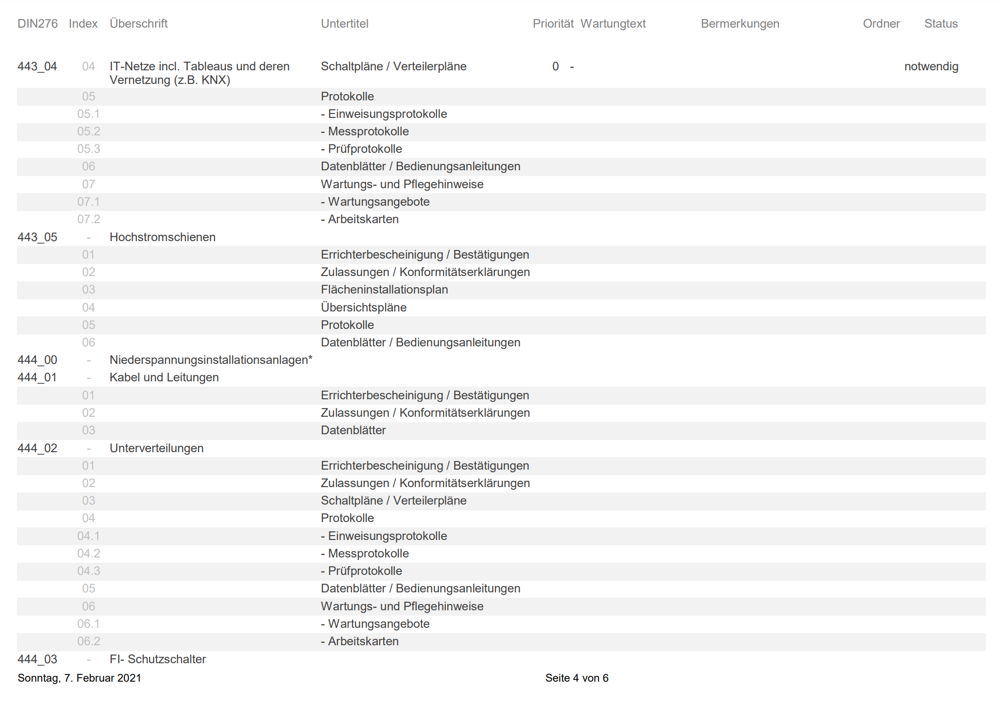 DIN276 Index Überschrift Untertitel Priorität Wartungtext Bermerkungen Ordner Status
443_04 04 IT-Netze incl. Tableaus und deren Schaltpläne / Verteilerpläne 0 - notwendig
Vernetzung (z.B. KNX)
05 Protokolle
05.1 - Einweisungsprotokolle
05.2 - Messprotokolle
05.3 - Prüfprotokolle
06 Datenblätter / Bedienungsanleitungen
07 Wartungs- und Pflegehinweise
07.1 - Wartungsangebote
07.2 - Arbeitskarten
443_05 - Hochstromschienen
01 Errichterbescheinigung / Bestätigungen
02 Zulassungen / Konformitätserklärungen
03 Flächeninstallationsplan
04 Übersichtspläne
05 Protokolle
06 Datenblätter / Bedienungsanleitungen
444_00 - Niederspannungsinstallationsanlagen*
444_01 - Kabel und Leitungen
01 Errichterbescheinigung / Bestätigungen
02 Zulassungen / Konformitätserklärungen
03 Datenblätter
444_02 - Unterverteilungen
01 Errichterbescheinigung / Bestätigungen
02 Zulassungen / Konformitätserklärungen
03 Schaltpläne / Verteilerpläne
04 Protokolle
04.1 - Einweisungsprotokolle
04.2 - Messprotokolle
04.3 - Prüfprotokolle
05 Datenblätter / Bedienungsanleitungen
06 Wartungs- und Pflegehinweise
06.1 - Wartungsangebote
06.2 - Arbeitskarten
444_03 - FI- Schutzschalter
Sonntag, 7. Februar 2021 Seite 4 von 6